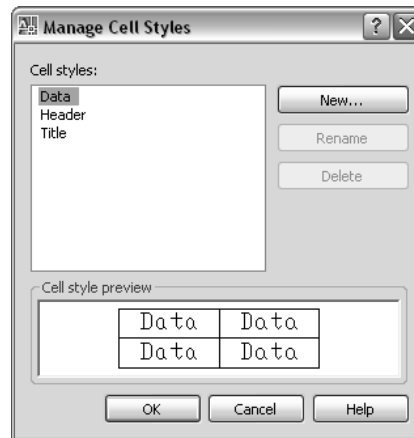 Manage Cell Styles
Cell styles:
Data
Header
Title
New...
Rename
Delete
Cell style preview
Data Data
Data Data
OK Cancel Help